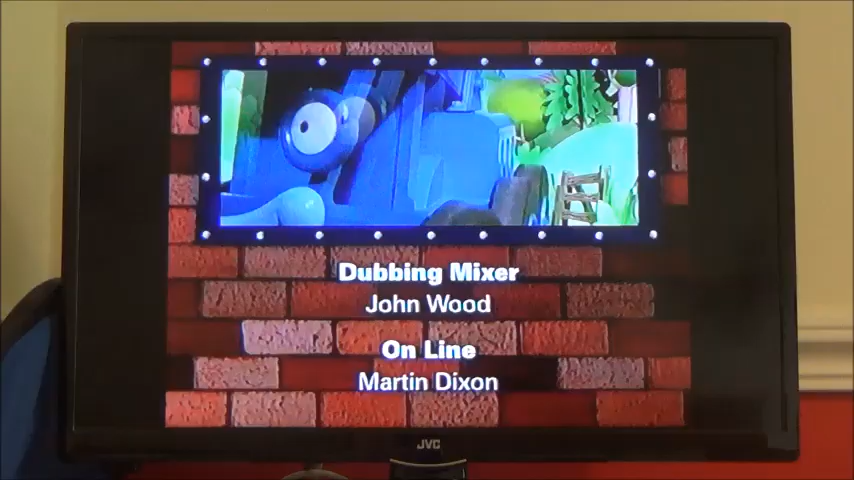 Dubbing Mixer
John Wood
On Line
Martin Dixon
JVC